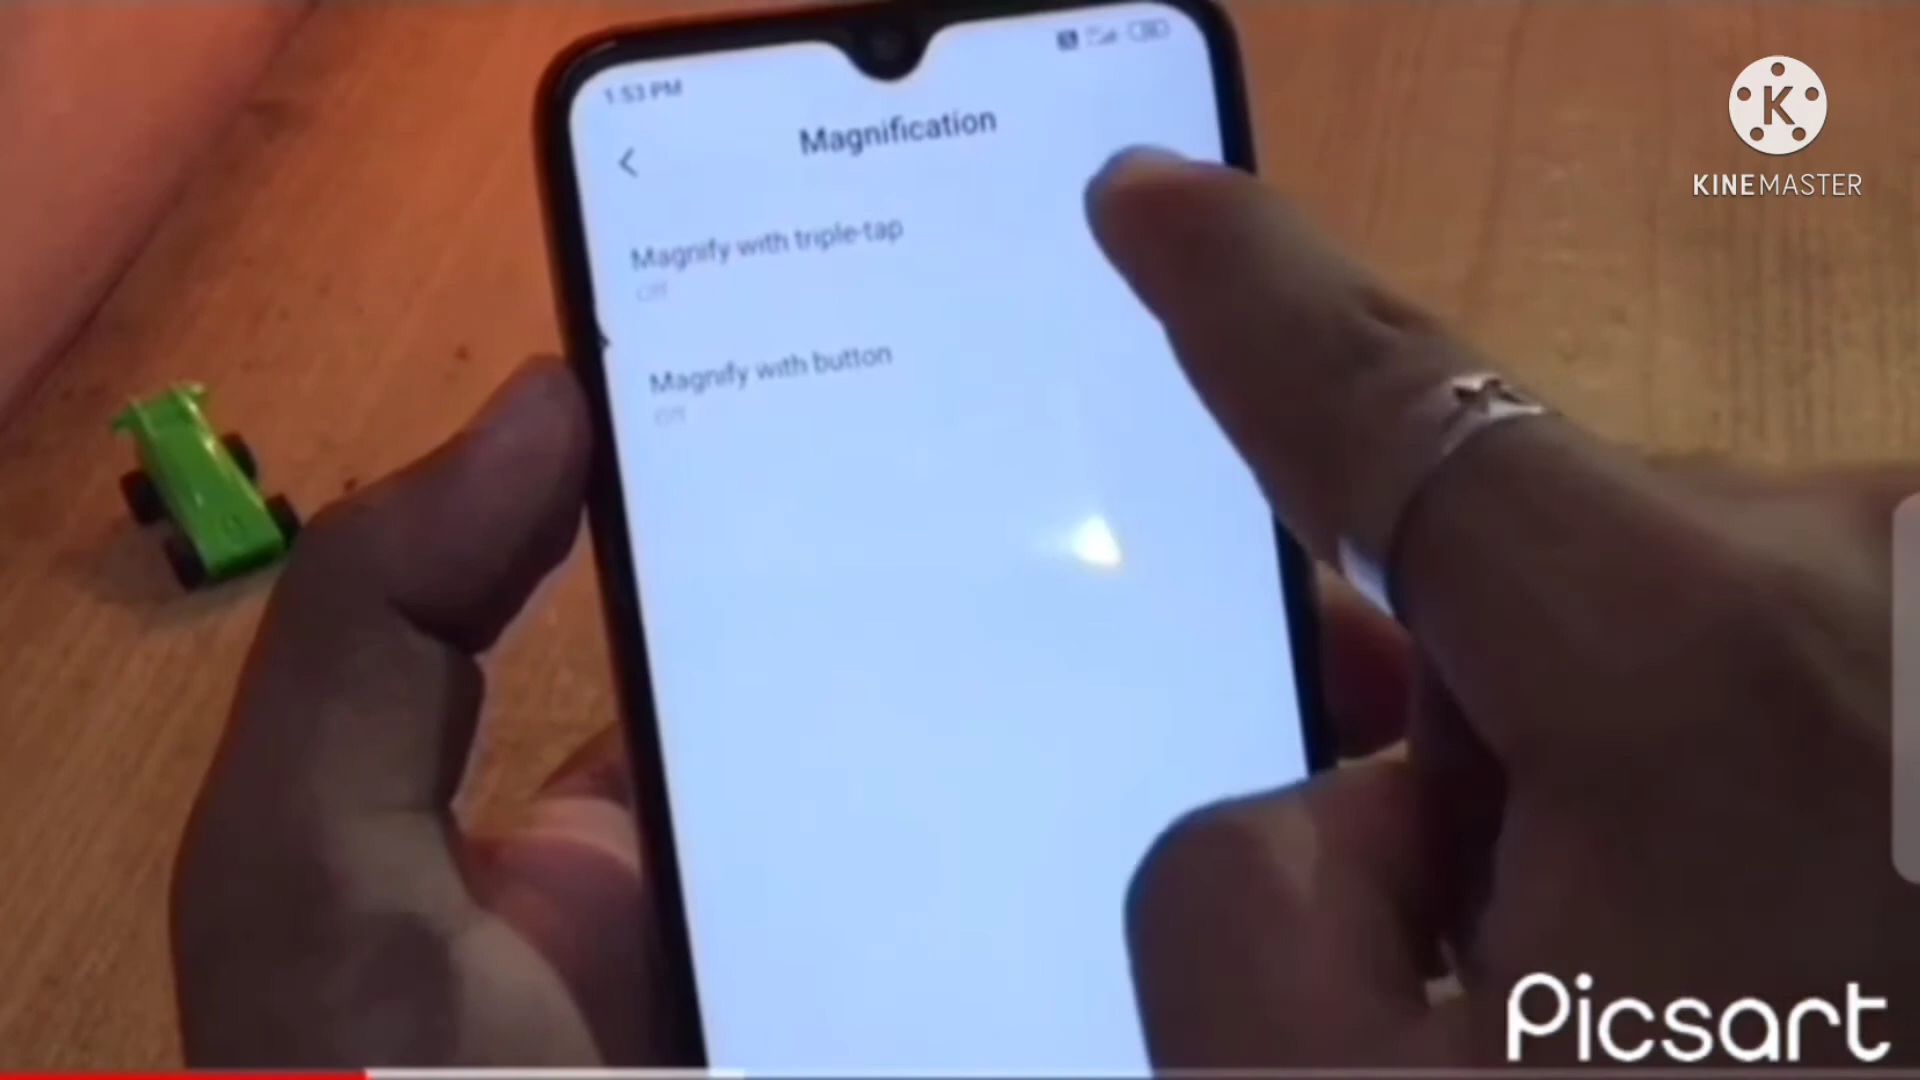 1:53 PM
Magnification
Magnify with triple-tap
Off
Magnify with button
Off
K
KINEMASTER
Picsart